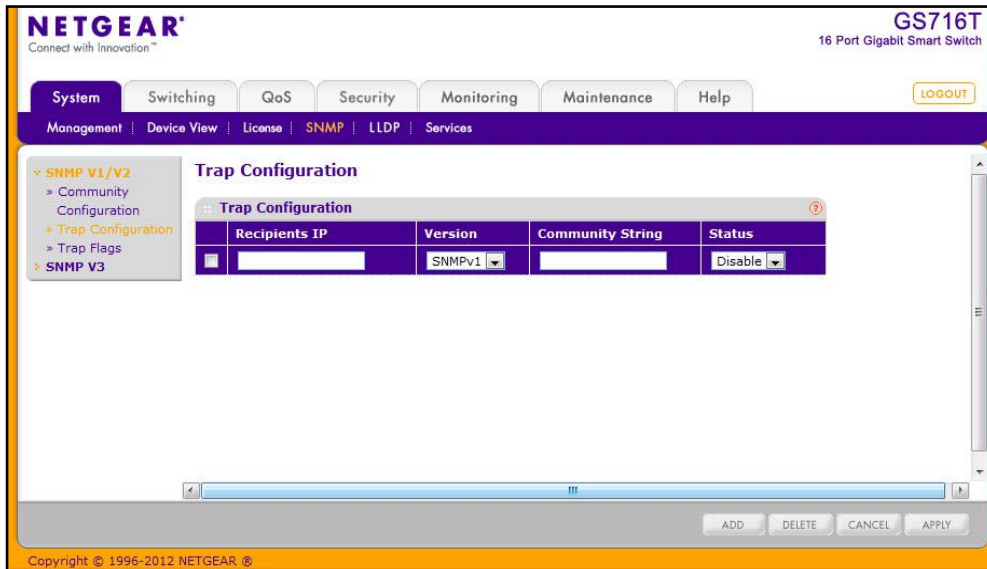 NETGEAR®
Connect with Innovation™
GS716T
16 Port Gigabit Smart Switch
System Switching QoS Security Monitoring Maintenance Help LOGOUT
Management Device View License SNMP LLDP Services
SNMP V1/V2
» Community
Configuration
» Trap Configuration
» Trap Flags
SNMP V3
Trap Configuration
Trap Configuration ?
Recipients IP Version Community String Status
SNMPv1 Disable
ADD DELETE CANCEL APPLY
Copyright © 1996-2012 NETGEAR ®